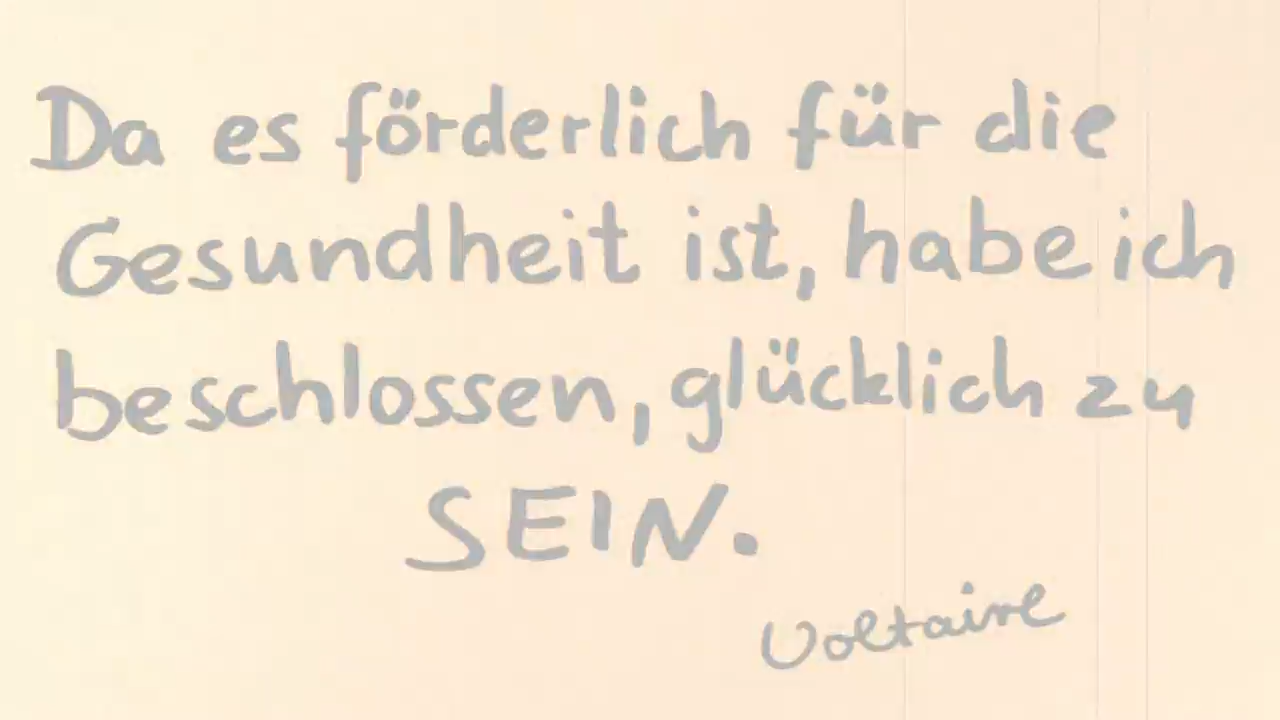 Da es förderlich für die
Gesundheit ist, habe ich
beschlossen, glücklich zu
SEIN.
Voltaire